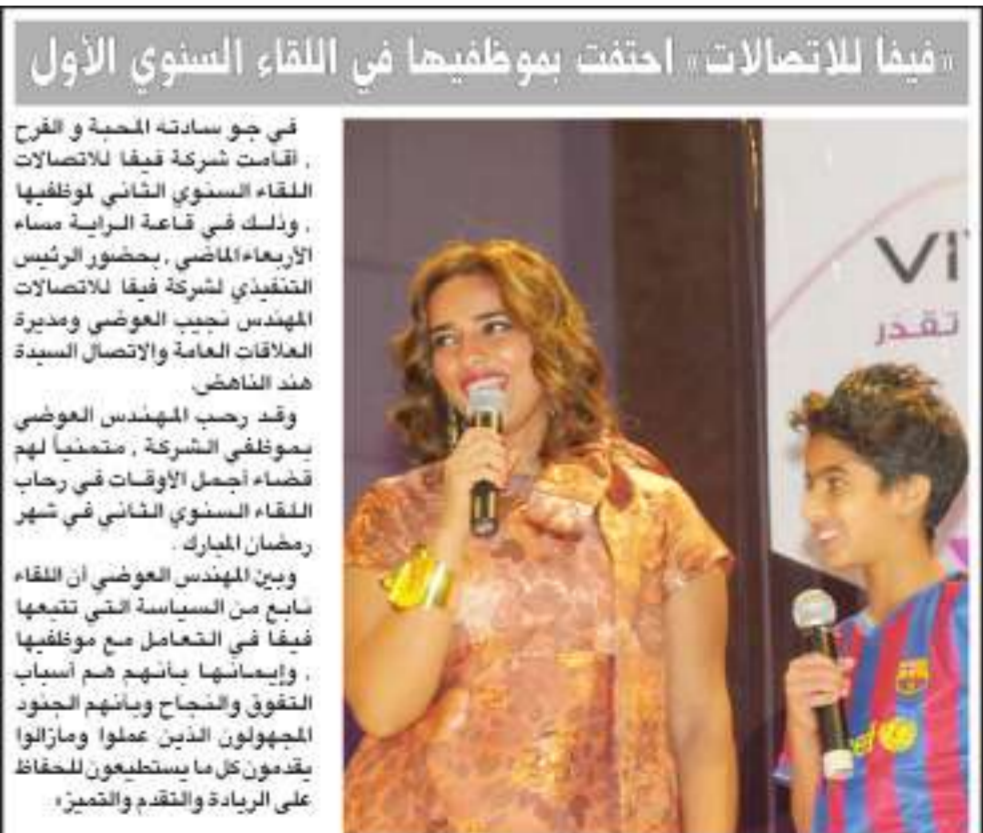 «فيفا للاتصالات» احتفت بموظفيها في اللقاء السنوي الأول
في جو سادته المحبة و الفرح
، أقامت شركة فيفا للاتصالات
اللقاء السنوي الثاني لموظفيها
، وذلك في قاعة الراية مساء
الأربعاء الماضي ، بحضور الرئيس
التنفيذي لشركة فيفا للاتصالات
المهندس نجيب العوضي ومديرة
العلاقات العامة والاتصال السيدة
هند الناهض.
وقد رحب المهندس العوضي
بموظفي الشركة ، متمنياً لهم
قضاء أجمل الأوقات في رحاب
اللقاء السنوي الثاني في شهر
رمضان المبارك .
وبين المهندس العوضي أن اللقاء
نابع من السياسة التي تتبعها
فيفا في التعامل مع موظفيها
، وإيمانها بأنهم هم أسباب
التفوق والنجاح وبأنهم الجنود
المجهولون الذين عملوا ومازالوا
يقدمون كل ما يستطيعون للحفاظ
على الريادة والتقدم والتميز»
VI
تقدر